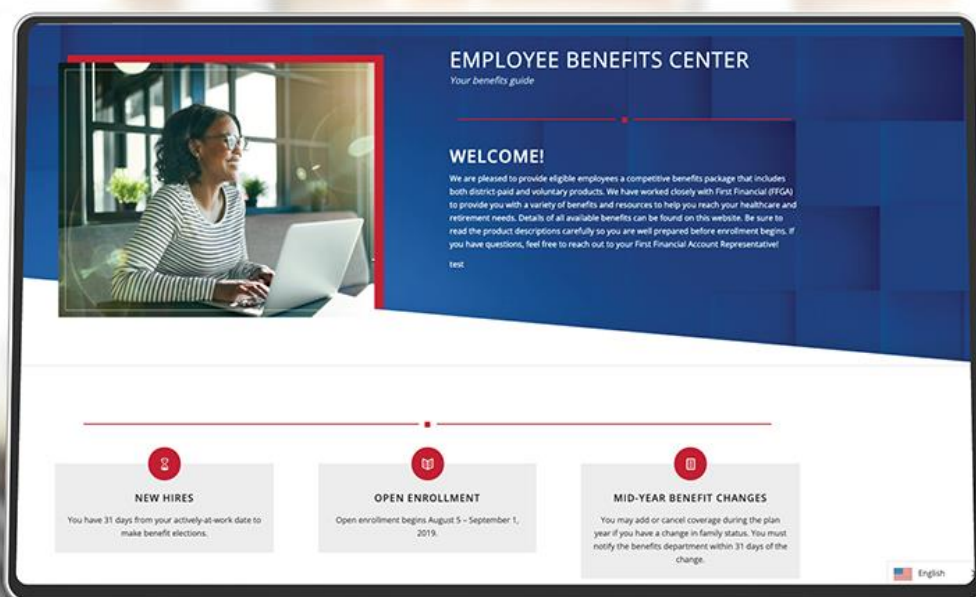 EMPLOYEE BENEFITS CENTER
Your benefits guide
WELCOME!
We are pleased to provide eligible employees a competitive benefits package that includes
both district-paid and voluntary products. We have worked closely with First Financial (FFGA)
to provide you with a variety of benefits and resources to help you reach your healthcare and
retirement needs. Details of all available benefits can be found on this website. Be sure to
read the product descriptions carefully so you are well prepared before enrollment begins. If
you have questions, feel free to reach out to your First Financial Account Representative!
test
NEW HIRES
You have 31 days from your actively-at-work date to
make benefit elections.
OPEN ENROLLMENT
Open enrollment begins August 5 – September 1,
2019.
MID-YEAR BENEFIT CHANGES
You may add or cancel coverage during the plan
year if you have a change in family status. You must
notify the benefits department within 31 days of the
change.
English